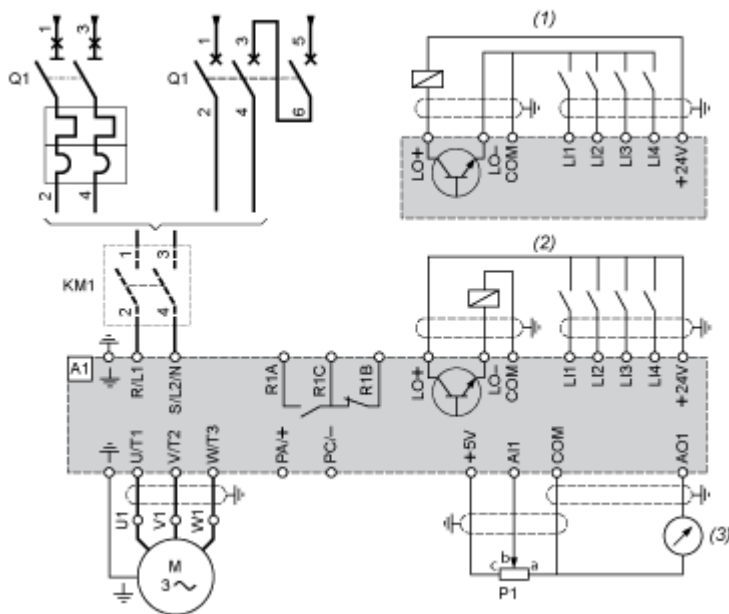 (1)
1 3
1 3 5
Q1
Q1
2 4 6
2 4
LO+ LO- COM LI1 LI2 LI3 LI4 +24V
(2)
1 3
KM1
2 4
A1
R/L1 S/L2/N R1A R1C R1B LO+ LO- COM LI1 LI2 LI3 LI4 +24V
U/T1 V/T2 W/T3 PA/+ PC/- +5V AI1 COM AO1
U1 V1 W1
(3)
M
3~
c b a
P1